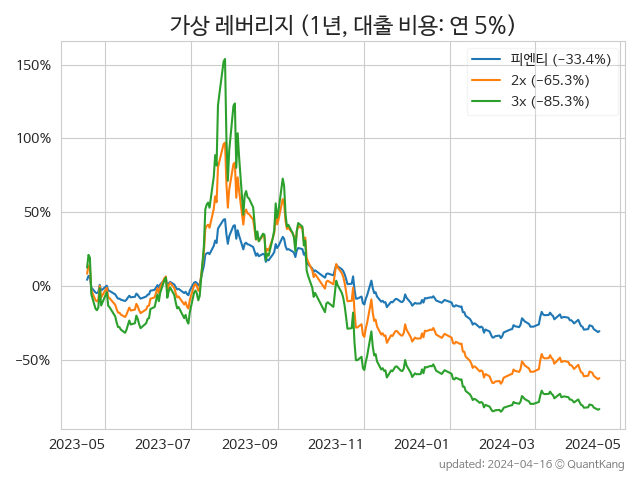 가상 레버리지 (1년, 대출 비용: 연 5%)
150%
100%
50%
0%
−50%
피엔티 (−33.4%)
2x (−65.3%)
3x (−85.3%)
2023-05 2023-07 2023-09 2023-11 2024-01 2024-03 2024-05
updated: 2024-04-16 © QuantKang